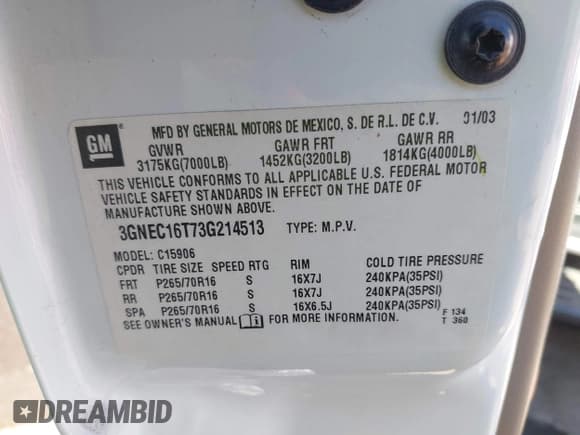 GM
MFD BY GENERAL MOTORS DE MEXICO, S. DE R.L. DE C.V. 01/03
GVWR GAWR FRT GAWR RR
3175KG(7000LB) 1452KG(3200LB) 1814KG(4000LB)
THIS VEHICLE CONFORMS TO ALL APPLICABLE U.S. FEDERAL MOTOR
VEHICLE SAFETY STANDARDS IN EFFECT ON THE DATE OF
MANUFACTURE SHOWN ABOVE.
3GNEC16T73G214513 TYPE: M.P.V.
MODEL: C15906
CPDR TIRE SIZE SPEED RTG RIM COLD TIRE PRESSURE
FRT P265/70R16 S 16X7J 240KPA(35PSI)
RR P265/70R16 S 16X7J 240KPA(35PSI)
SPA P265/70R16 S 16X6.5J 240KPA(35PSI)
SEE OWNER'S MANUAL FOR MORE INFORMATION.
F 134
T 360
DREAMBID